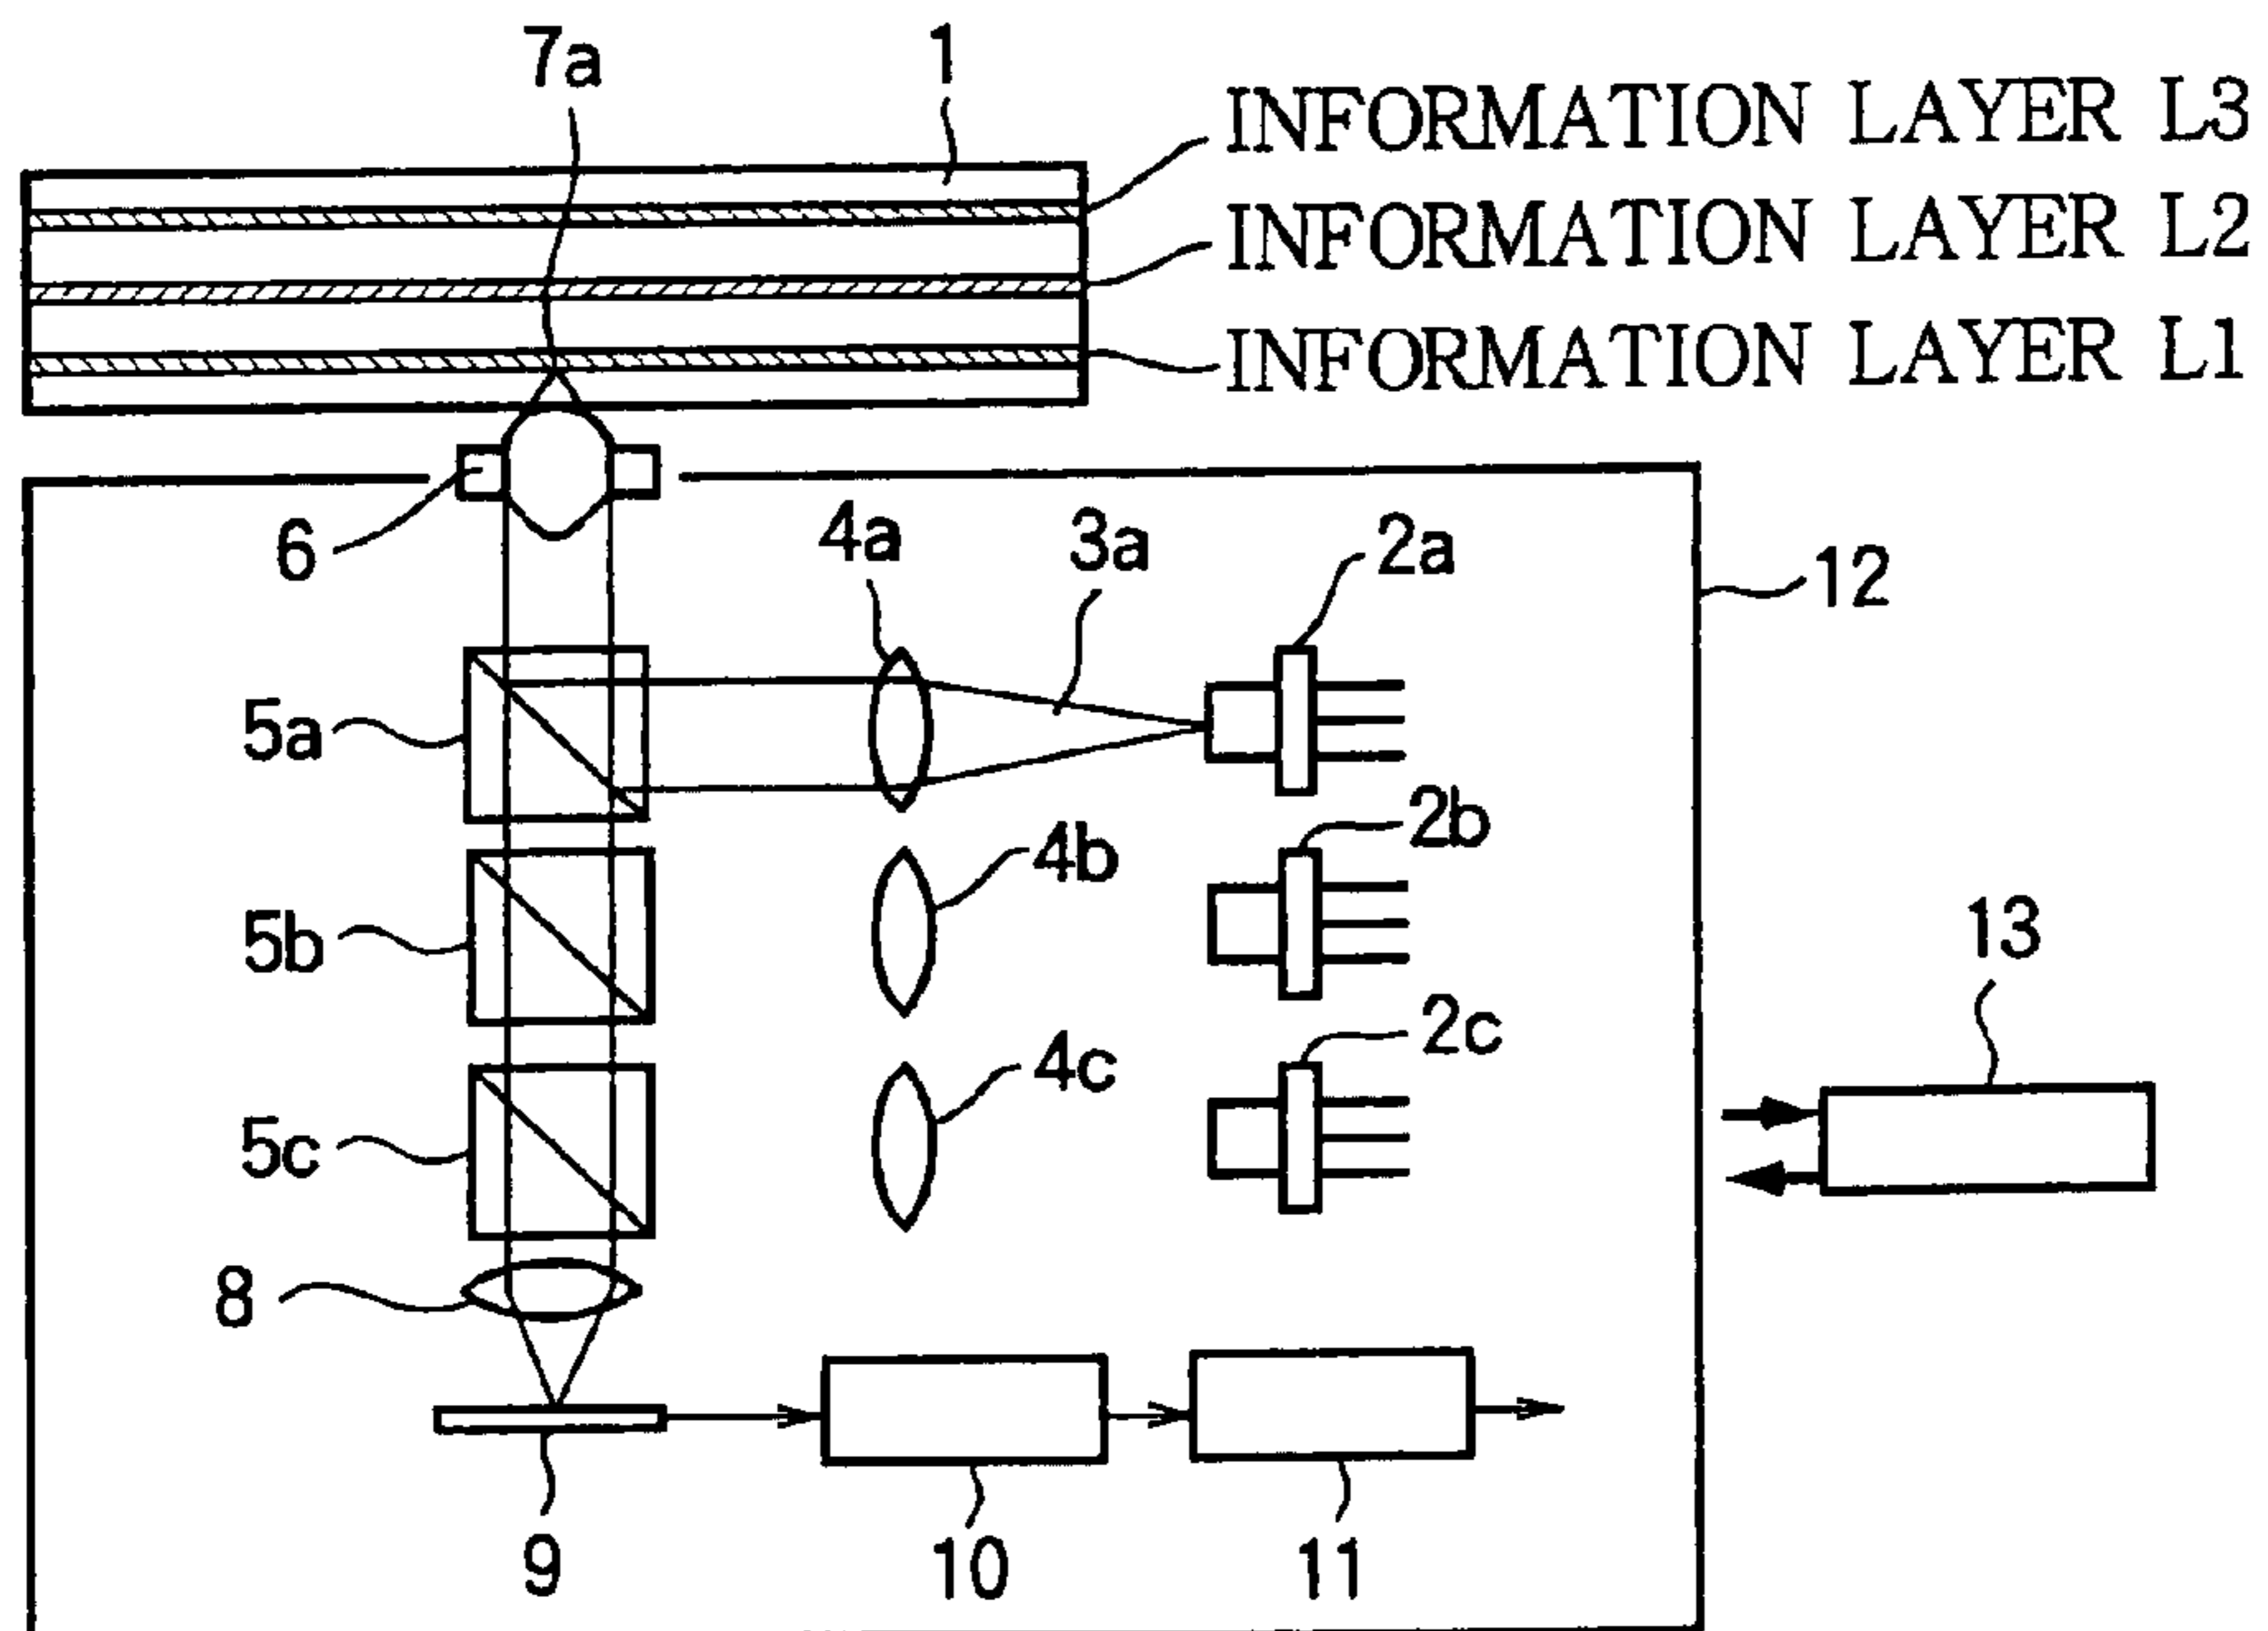 7a
1
INFORMATION LAYER L3
INFORMATION LAYER L2
INFORMATION LAYER L1
6
4a
3a
2a
12
5a
2b
4b
5b
13
2c
4c
5c
8
9
10
11